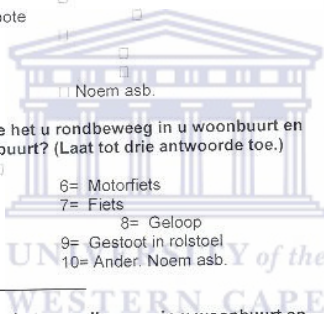 ote
Noem asb.
e het u rondbeweeg in u woonbuurt en
buurt? (Laat tot drie antwoorde toe.)
6= Motorfiets
7= Fiets
8= Geloop
9= Gestoot in rolstoel
10= Ander. Noem asb.
UNIVERSITY of the
WESTERN CAPE